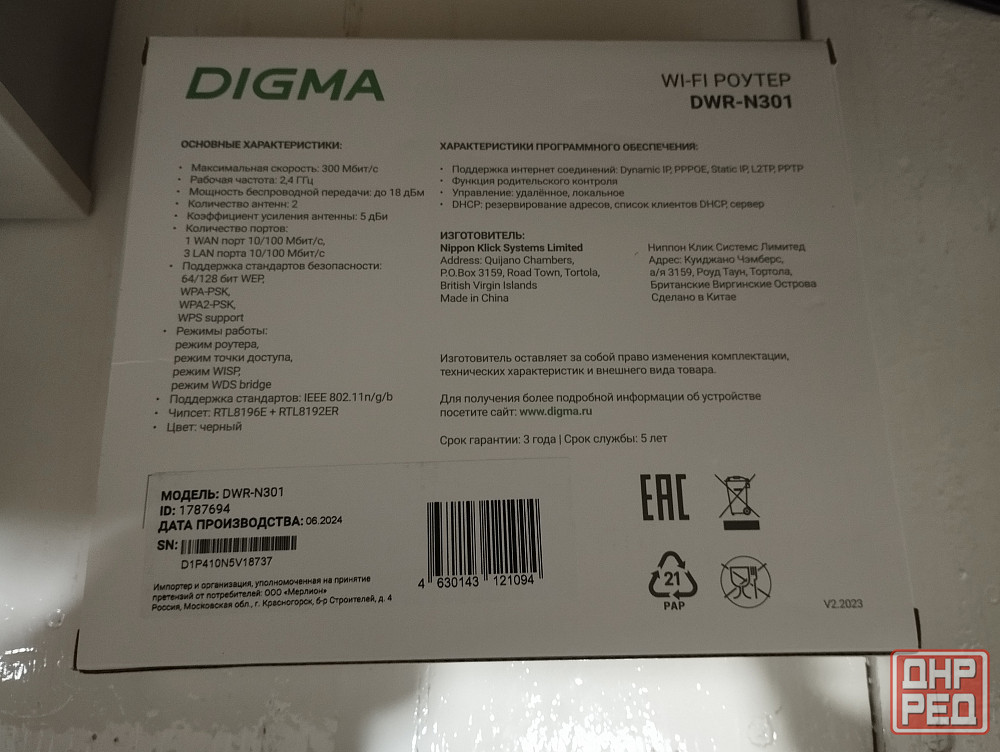 DIGMA
WI-FI РОУТЕР
DWR-N301
ОСНОВНЫЕ ХАРАКТЕРИСТИКИ:
• Максимальная скорость: 300 Мбит/с
• Рабочая частота: 2,4 ГГц
• Мощность беспроводной передачи: до 18 дБм
• Количество антенн: 2
• Коэффициент усиления антенны: 5 дБи
• Количество портов:
1 WAN порт 10/100 Мбит/с,
3 LAN порта 10/100 Мбит/с
• Поддержка стандартов безопасности:
64/128 бит WEP,
WPA-PSK,
WPA2-PSK,
WPS support
• Режимы работы:
режим роутера,
режим точки доступа,
режим WISP,
режим WDS bridge
• Поддержка стандартов: IEEE 802.11n/g/b
• Чипсет: RTL8196E + RTL8192ER
• Цвет: черный
ХАРАКТЕРИСТИКИ ПРОГРАММНОГО ОБЕСПЕЧЕНИЯ:
• Поддержка интернет соединений: Dynamic IP, PPPOE, Static IP, L2TP, PPTP
• Функция родительского контроля
• Управление: удалённое, локальное
• DHCP: резервирование адресов, список клиентов DHCP, сервер
ИЗГОТОВИТЕЛЬ:
Nippon Klick Systems Limited
Address: Quijano Chambers,
P.O.Box 3159, Road Town, Tortola,
British Virgin Islands
Made in China
Ниппон Клик Системс Лимитед
Адрес: Куиджано Чэмберс,
а/я 3159, Роуд Таун, Тортола,
Британские Виргинские Острова
Сделано в Китае
Изготовитель оставляет за собой право изменения комплектации,
технических характеристик и внешнего вида товара.
Для получения более подробной информации об устройстве
посетите сайт: www.digma.ru
Срок гарантии: 3 года | Срок службы: 5 лет
МОДЕЛЬ: DWR-N301
ID: 1787694
ДАТА ПРОИЗВОДСТВА: 06.2024
SN:
D1P410N5V18737
Импортер и организация, уполномоченная на принятие
претензий от потребителей: ООО «Мерлион»
Россия, Московская обл., г. Красногорск, б-р Строителей, д. 4
4 630143 121094
EAC
21
PAP
V2.2023
ДНР
РЕД